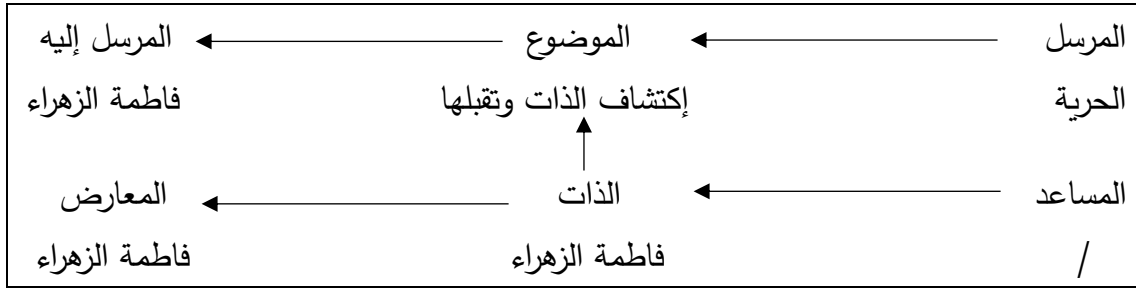 المرسل الموضوع المرسل إليه
الحرية إكتشاف الذات وتقبلها فاطمة الزهراء
المساعد الذات المعارض
/ فاطمة الزهراء فاطمة الزهراء